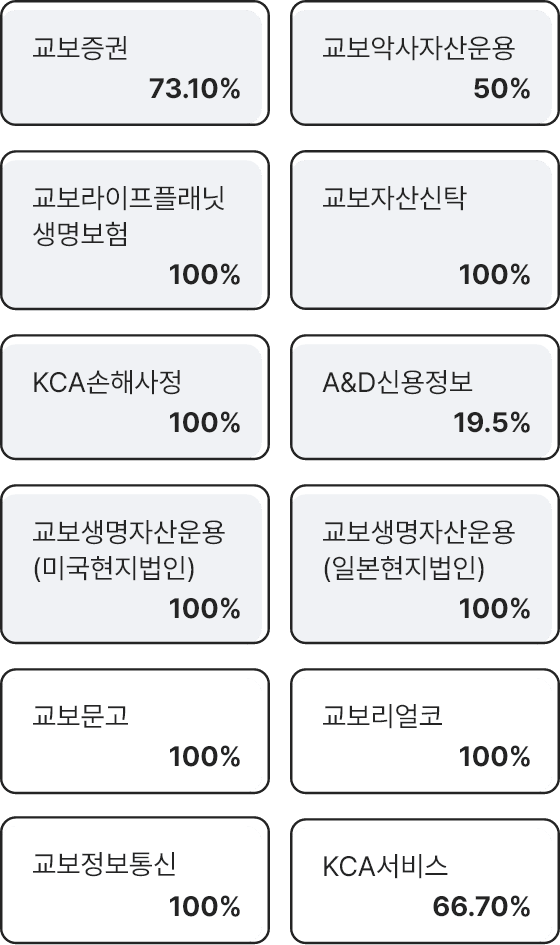 교보증권
73.10%
교보악사자산운용
50%
교보라이프플래닛
생명보험
100%
교보자산신탁
100%
KCA손해사정
100%
A&D신용정보
19.5%
교보생명자산운용
(미국현지법인)
100%
교보생명자산운용
(일본현지법인)
100%
교보문고
100%
교보리얼코
100%
교보정보통신
100%
KCA서비스
66.70%